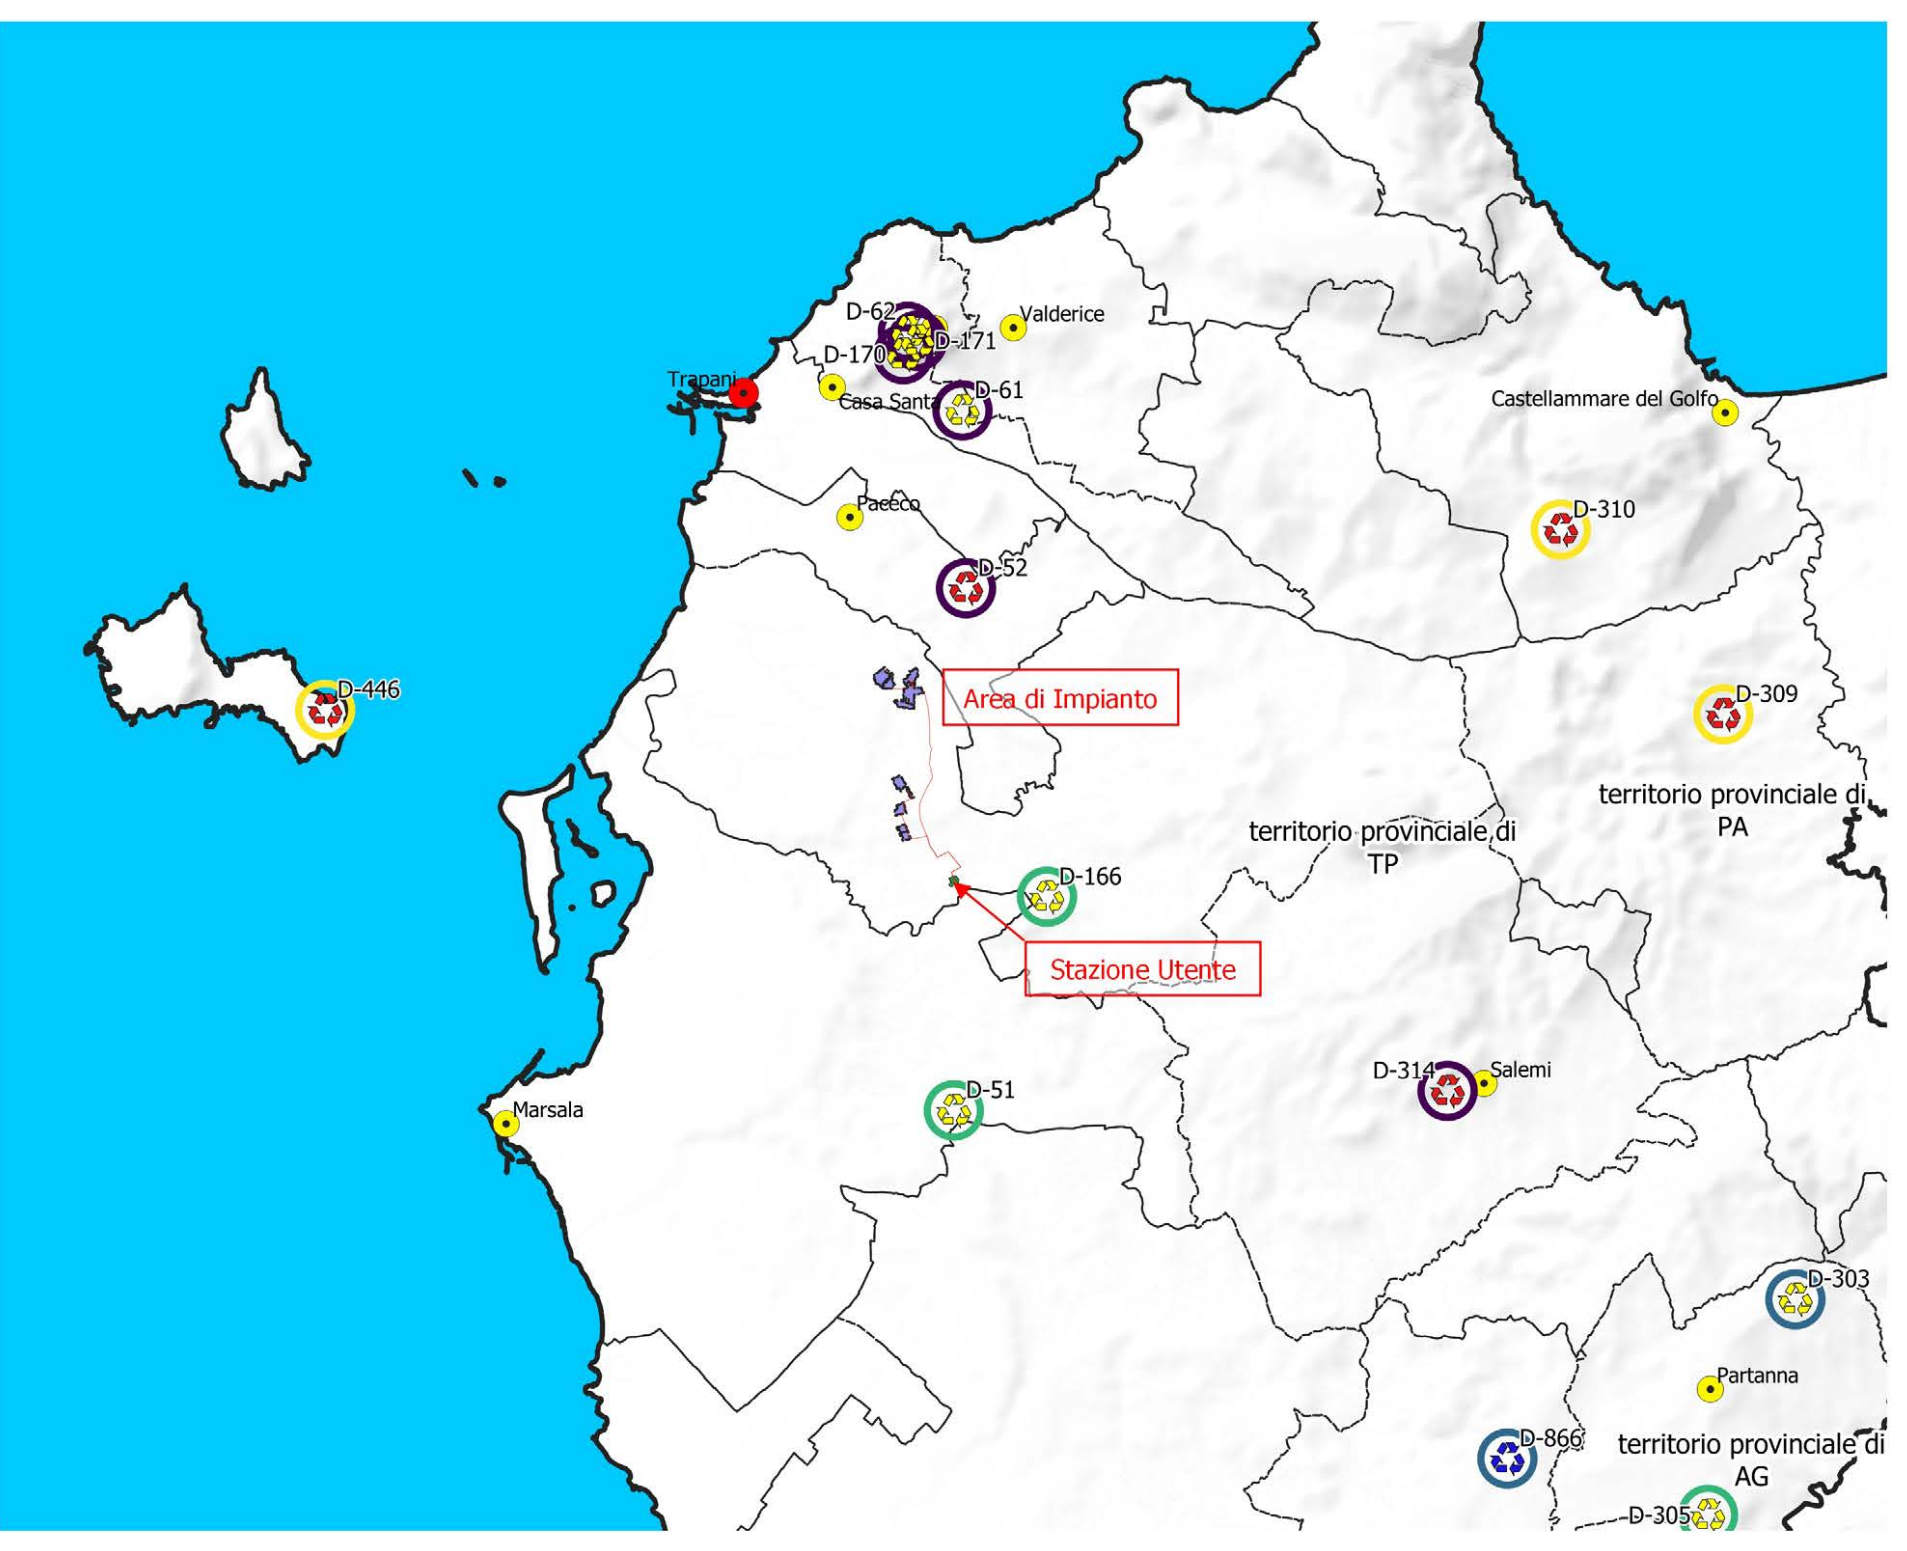 D-62
Valderice
D-171
D-170
Trapani
D-61
Casa Santa
Castellammare del Golfo
Paceco
D-310
D-52
D-446
Area di Impianto
D-309
territorio provinciale di
PA
territorio provinciale di
TP
D-166
Stazione Utente
D-314
Salemi
D-51
Marsala
D-303
Partanna
D-866
territorio provinciale di
AG
D-305